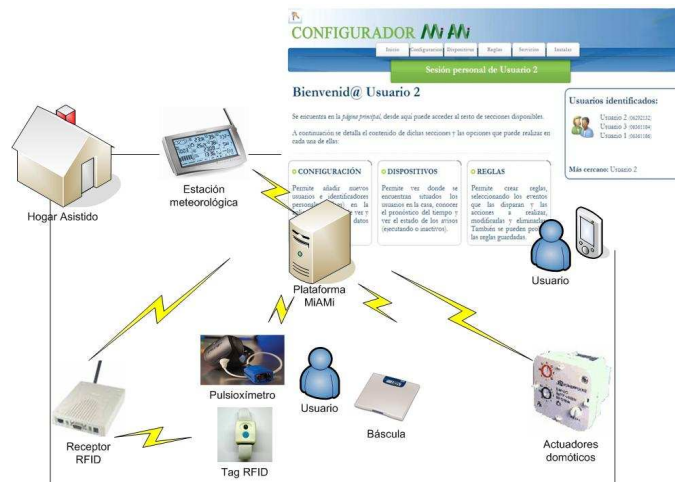 CONFIGURADOR MiAMi
Inicio Configuración Dispositivos Reglas Servicios Instalar
Sesión personal de Usuario 2
Bienvenid@ Usuario 2
Se encuentra en la página principal, desde aquí puede acceder al resto de secciones disponibles.
A continuación se detalla el contenido de dichas secciones y las opciones que puede realizar en
cada una de ellas:
Usuarios identificados:
Usuario 2
Usuario 3
Usuario 1
Más cercano: Usuario 2
CONFIGURACIÓN
Permite añadir nuevos
usuarios e identificadores
ver y
datos
DISPOSITIVOS
Permite ver donde se
encuentran situados los
usuarios en la casa, conocer
el pronóstico del tiempo y
ver el estado de los avisos
(ejecutando o inactivos).
REGLAS
Permite crear reglas,
seleccionando los eventos
que las disparan y las
acciones a realizar,
modificarlas y eliminarlas.
También se pueden
las reglas guardadas.
Hogar Asistido
Estación
meteorológica
Plataforma
MiAMi
Usuario
Receptor
RFID
Pulsioxímetro
Tag RFID
Usuario
Báscula
Actuadores
domóticos